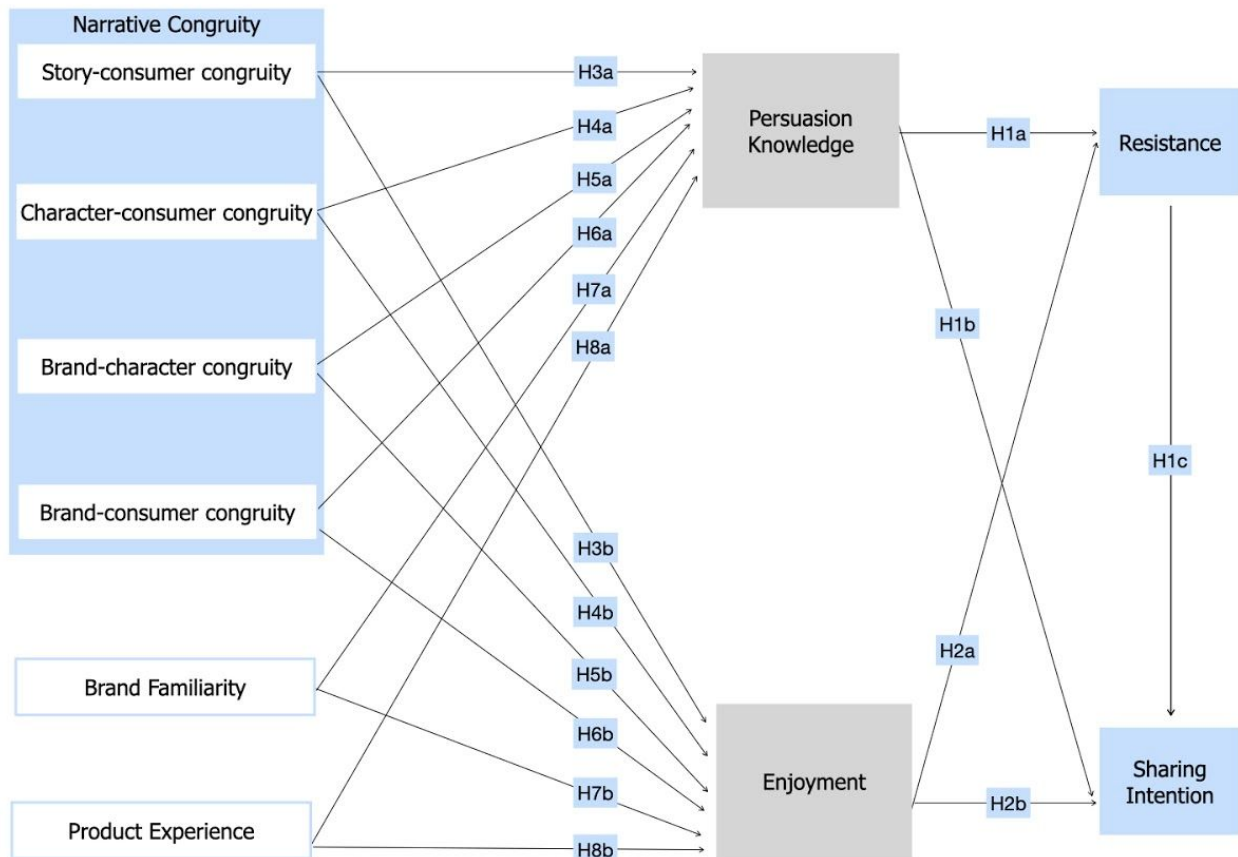 Narrative Congruity
Story-consumer congruity
Character-consumer congruity
Brand-character congruity
Brand-consumer congruity
Brand Familiarity
Product Experience
H3a
H4a
H5a
H6a
H7a
H8a
H3b
H4b
H5b
H6b
H7b
H8b
Persuasion
Knowledge
Enjoyment
H1a
H1b
H2a
H2b
Resistance
H1c
Sharing
Intention